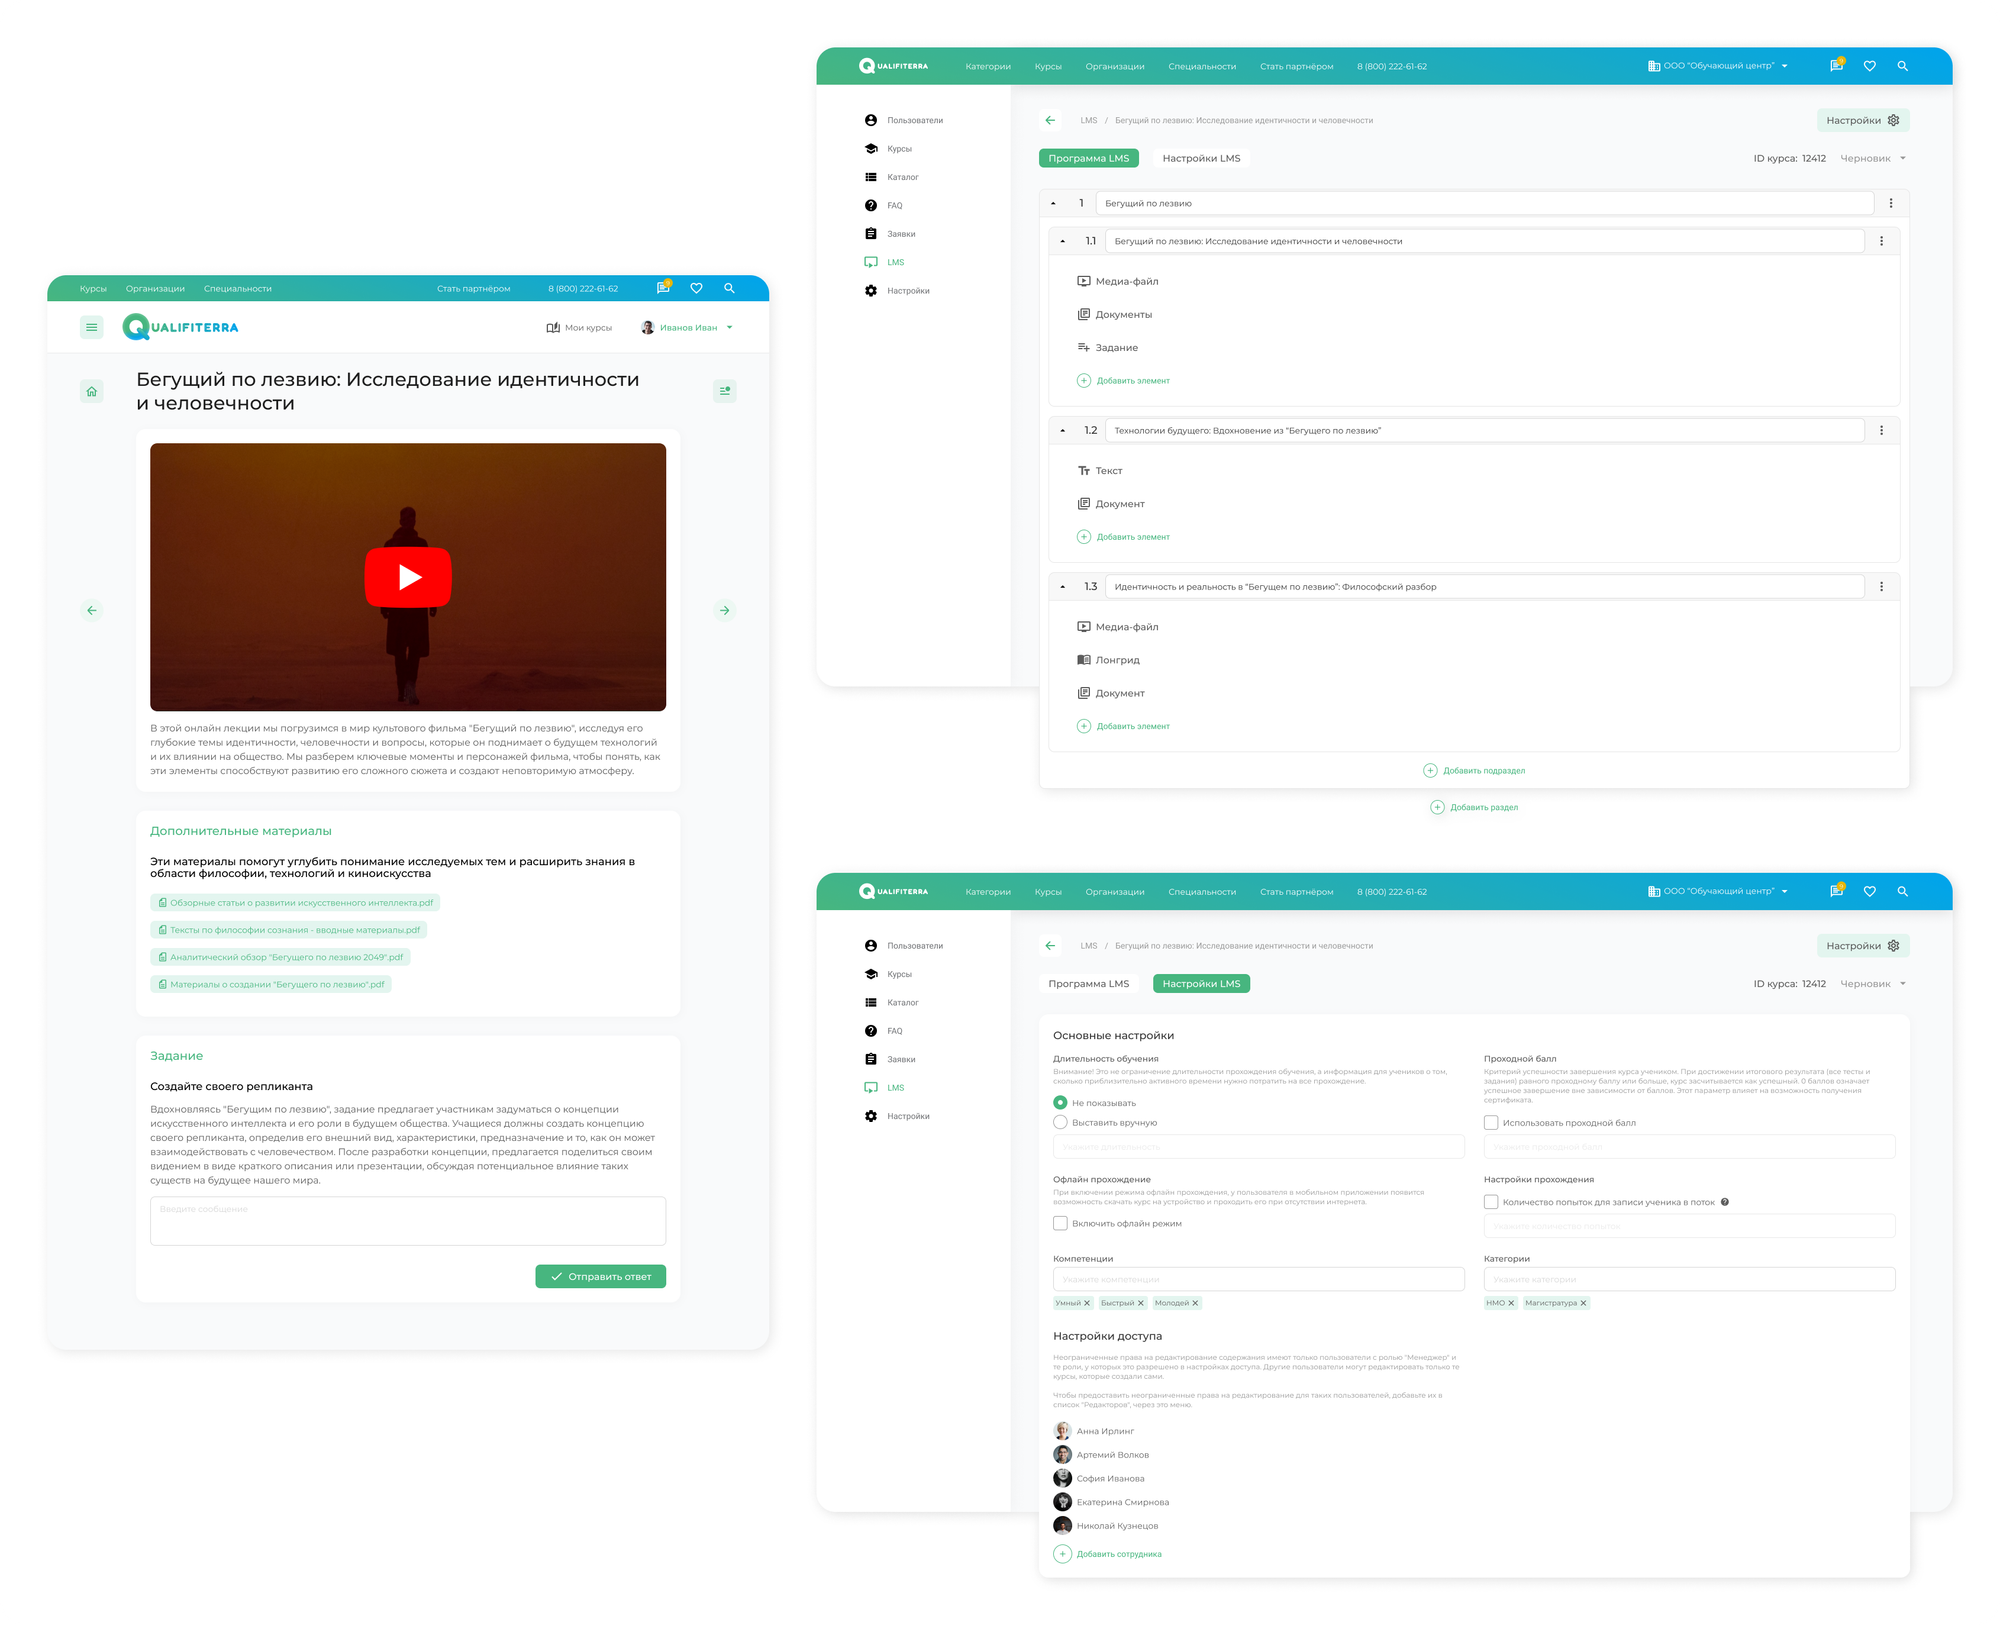 Курсы Организации Специальности Стать партнёром 8 (800) 222-61-62
QUALIFITERRA Мои курсы Иванов Иван
Бегущий по лезвию: Исследование идентичности
и человечности
В этой онлайн лекции мы погрузимся в мир культового фильма "Бегущий по лезвию", исследуя его
глубокие темы идентичности, человечности и вопросы, которые он поднимает о будущем технологий
и их влиянии на общество. Мы разберем ключевые моменты и персонажей фильма, чтобы понять, как
эти элементы способствуют развитию его сложного сюжета и создают неповторимую атмосферу.
Дополнительные материалы
Эти материалы помогут углубить понимание исследуемых тем и расширить знания в
области философии, технологий и киноискусства
Обзорные статьи о развитии искусственного интеллекта.pdf
Тексты по философии сознания - вводные материалы.pdf
Аналитический обзор "Бегущего по лезвию 2049".pdf
Материалы о создании "Бегущего по лезвию".pdf
Задание
Создайте своего репликанта
Вдохновляясь "Бегущим по лезвию", задание предлагает участникам задуматься о концепции
искусственного интеллекта и его роли в будущем общества. Учащиеся должны создать концепцию
своего репликанта, определив его внешний вид, характеристики, предназначение и то, как он может
взаимодействовать с человечеством. После разработки концепции, предлагается поделиться своим
видением в виде краткого описания или презентации, обсуждая потенциальное влияние таких
существ на будущее нашего мира.
Введите сообщение
Отправить ответ
QUALIFITERRA Категории Курсы Организации Специальности Стать партнёром 8 (800) 222-61-62 ООО "Обучающий центр"
Пользователи
Курсы
Каталог
FAQ
Заявки
LMS
Настройки
LMS / Бегущий по лезвию: Исследование идентичности и человечности Настройки
Программа LMS Настройки LMS ID курса: 12412 Черновик
1 Бегущий по лезвию
1.1 Бегущий по лезвию: Исследование идентичности и человечности
Медиа-файл
Документы
Задание
Добавить элемент
1.2 Технологии будущего: Вдохновение из "Бегущего по лезвию"
Текст
Документ
Добавить элемент
1.3 Идентичность и реальность в "Бегущем по лезвию": Философский разбор
Медиа-файл
Лонгрид
Документ
Добавить элемент
Добавить подраздел
Добавить раздел
QUALIFITERRA Категории Курсы Организации Специальности Стать партнёром 8 (800) 222-61-62 ООО "Обучающий центр"
Пользователи
Курсы
Каталог
FAQ
Заявки
LMS
Настройки
LMS / Бегущий по лезвию: Исследование идентичности и человечности Настройки
Программа LMS Настройки LMS ID курса: 12412 Черновик
Основные настройки
Длительность обучения
Внимание! Это не ограничение длительности прохождения обучения, а информация для учеников о том,
сколько приблизительно активного времени нужно потратить на все прохождение.
Не показывать
Выставить вручную
Укажите длительность
Проходной балл
Критерий успешности завершения курса учеником. При достижении итогового результата (все тесты и
задания) равного проходному баллу или больше, курс засчитывается как успешный. 0 баллов означает
успешное завершение вне зависимости от баллов. Этот параметр влияет на возможность получения
сертификата.
Использовать проходной балл
Укажите проходной балл
Офлайн прохождение
При включении режима офлайн прохождения, у пользователя в мобильном приложении появится
возможность скачать курс на устройство и проходить его при отсутствии интернета.
Включить офлайн режим
Настройки прохождения
Количество попыток для записи ученика в поток
Укажите количество попыток
Компетенции
Укажите компетенции
Умный Быстрый Молодей
Категории
Укажите категории
НМО Магистратура
Настройки доступа
Неограниченные права на редактирование содержания имеют только пользователи с ролью "Менеджер" и
те роли, у которых это разрешено в настройках доступа. Другие пользователи могут редактировать только те
курсы, которые создали сами.
Чтобы предоставить неограниченные права на редактирование для таких пользователей, добавьте их в
список "Редакторов", через это меню.
Анна Ирлинг
Артемий Волков
София Иванова
Екатерина Смирнова
Николай Кузнецов
Добавить сотрудника